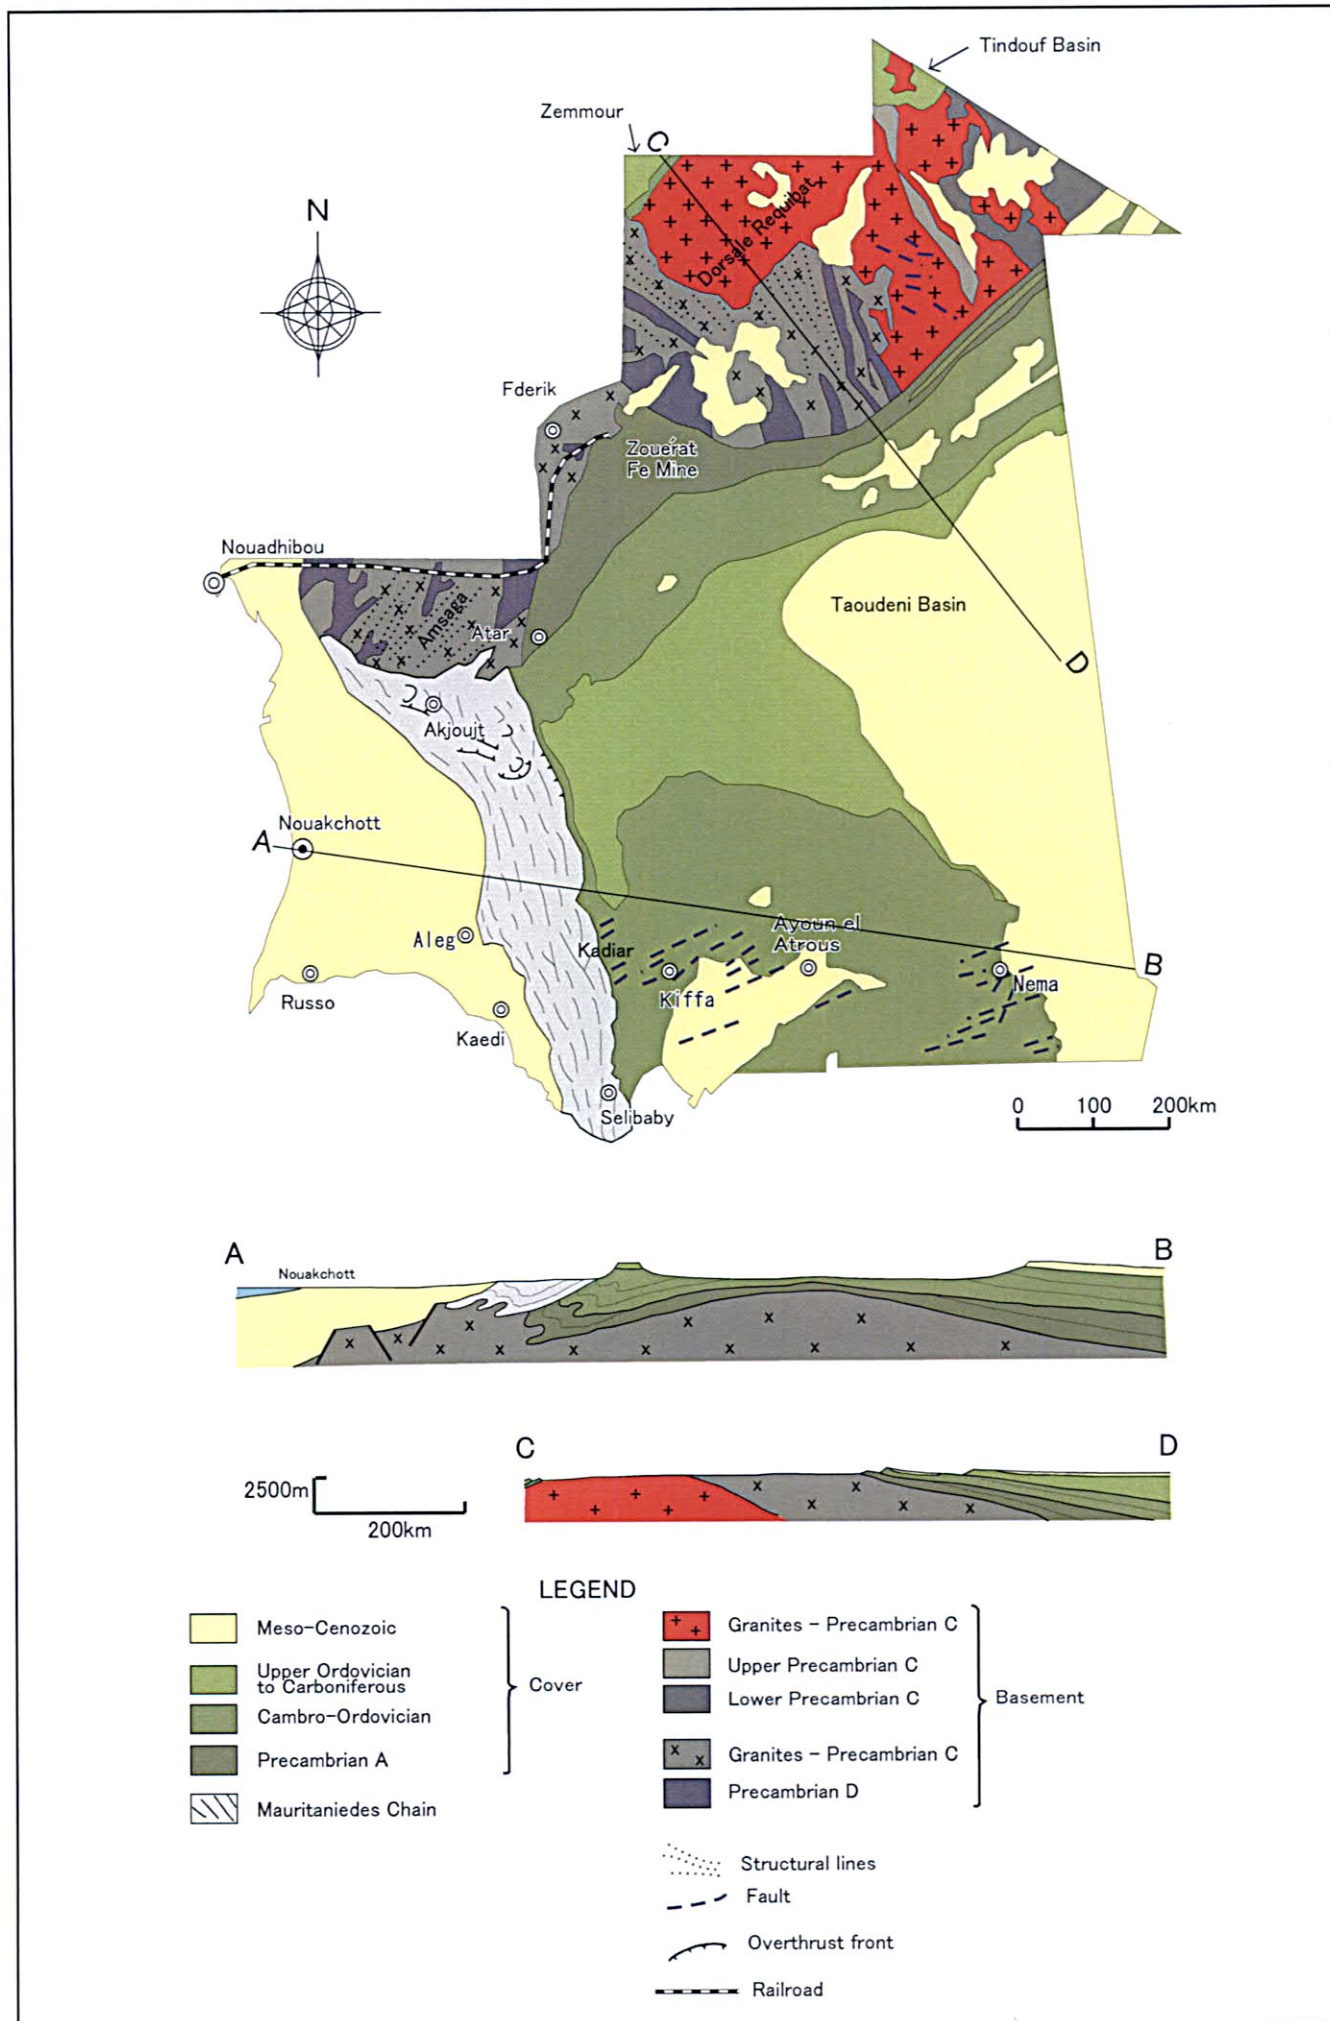 Tindouf Basin
Zemmour
C
N
Dorsale Requibat
Fderik
Zouérat
Fe Mine
Nouadhibou
Amsaga
Atar
Taoudeni Basin
D
Akjoujt
Nouakchott
A
Aleg
Kadiar
Ayoun el
Atrous
B
Russo
Kiffa
Nema
Kaedi
Selibaby
0 100 200km
A
B
Nouakchott
C
D
2500m
200km
LEGEND
Meso-Cenozoic
Upper Ordovician
to Carboniferous
Cambro-Ordovician
Precambrian A
Cover
Mauritaniedes Chain
Granites - Precambrian C
Upper Precambrian C
Lower Precambrian C
Granites - Precambrian C
Precambrian D
Basement
Structural lines
Fault
Overthrust front
Railroad